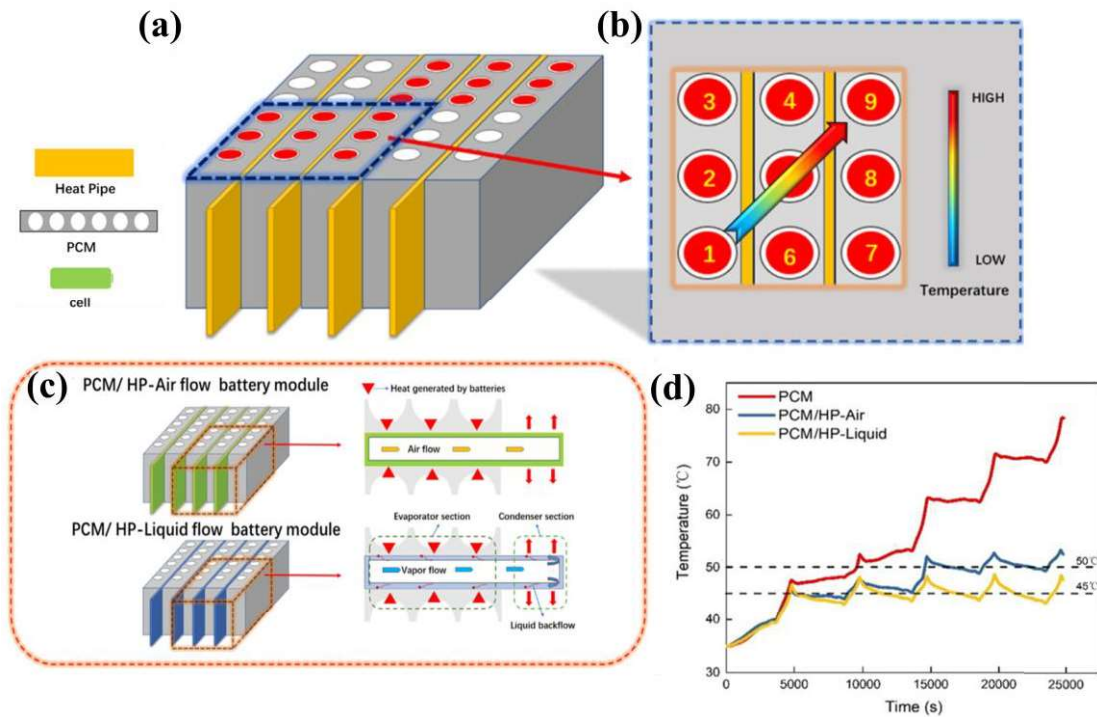 (a)
Heat Pipe
PCM
cell
(b)
3 4 9
2 8
1 6 7
HIGH
LOW
Temperature
(c)
PCM/ HP-Air flow battery module
Heat generated by batteries
Air flow
PCM/ HP-Liquid flow battery module
Evaporator section
Condenser section
Vapor flow
Liquid backflow
(d)
PCM
PCM/HP-Air
PCM/HP-Liquid
80
70
60
50
40
30
50℃
45℃
Temperature (℃)
0 5000 10000 15000 20000 25000
Time (s)